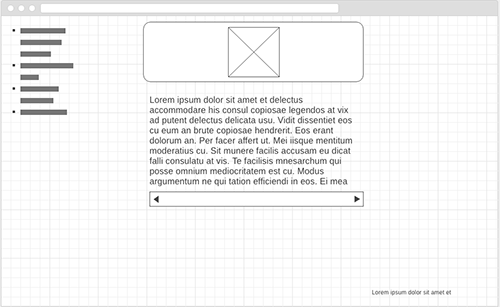 Lorem ipsum dolor sit amet et delectus
accommodare his consul copiosae legendos at vix
ad putent delectus delicata usu. Vidit dissentiet eos
cu eum an brute copiosae hendrerit. Eos erant
dolorum an. Per facer affert ut. Mei iisque mentitum
moderatius cu. Sit munere facilis accusam eu dicat
falli consulatu at vis. Te facilisis mnesarchum qui
posse omnium mediocritatem est cu. Modus
argumentum ne qui tation efficiendi in eos. Ei mea
Lorem ipsum dolor sit amet et